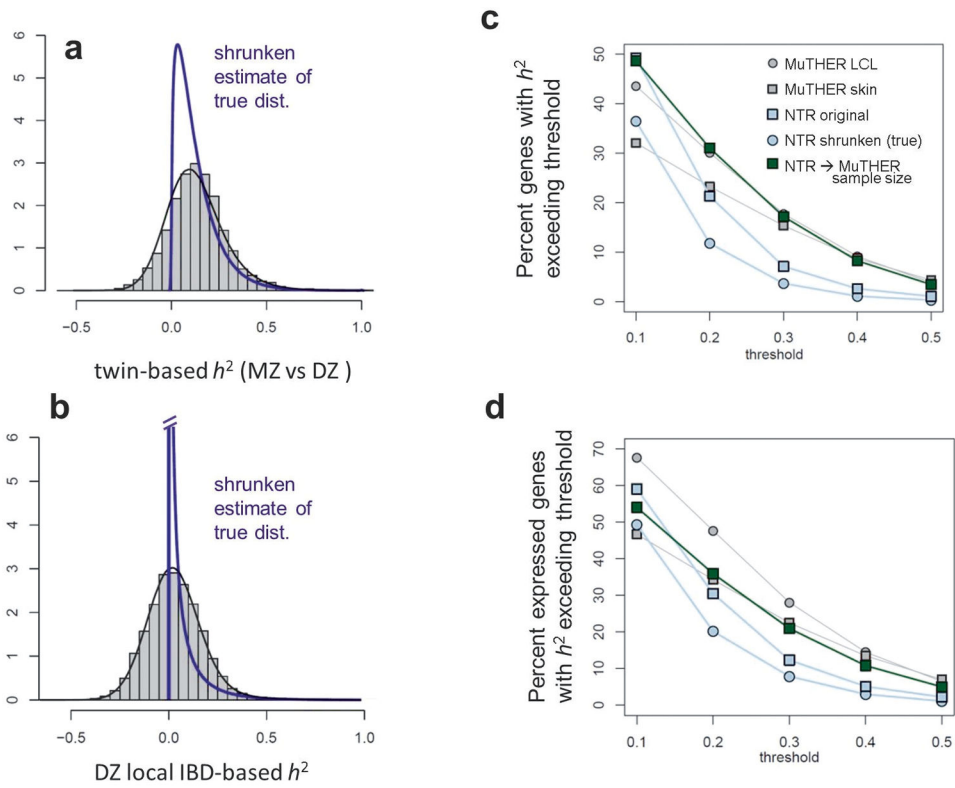 a
shrunken
estimate of
true dist.
0
1
2
3
4
5
6
−0.5
0.0
0.5
1.0
twin-based h² (MZ vs DZ )
b
shrunken
estimate of
true dist.
0
1
2
3
4
5
6
−0.5
0.0
0.5
1.0
DZ local IBD-based h²
c
Percent genes with h²
exceeding threshold
0
10
20
30
40
50
MuTHER LCL
MuTHER skin
NTR original
NTR shrunken (true)
NTR → MuTHER
sample size
0.1
0.2
0.3
0.4
0.5
threshold
d
Percent expressed genes
with h² exceeding threshold
0
10
20
30
40
50
60
70
0.1
0.2
0.3
0.4
0.5
threshold